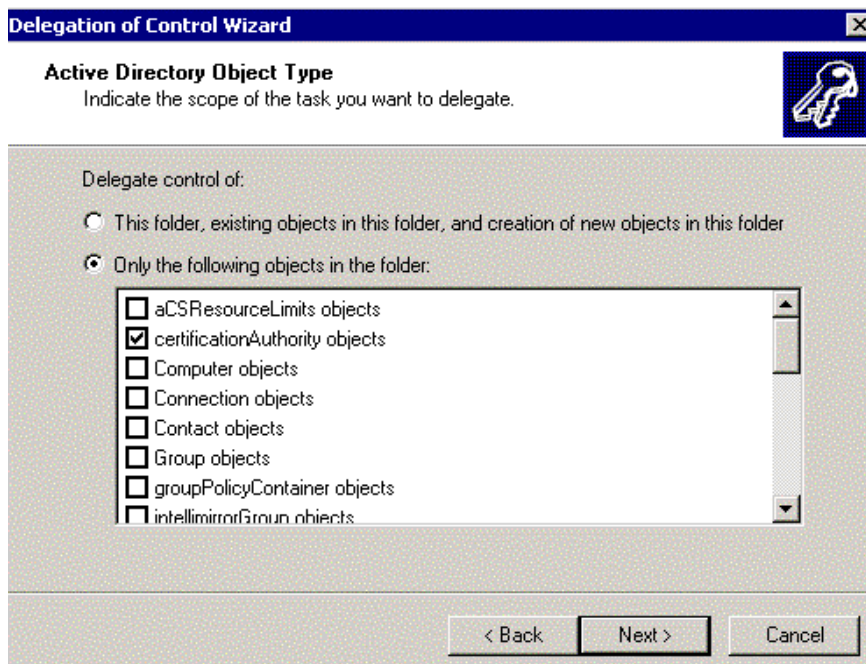 Delegation of Control Wizard
Active Directory Object Type
Indicate the scope of the task you want to delegate.
Delegate control of:
This folder, existing objects in this folder, and creation of new objects in this folder
Only the following objects in the folder:
aCSResourceLimits objects
certificationAuthority objects
Computer objects
Connection objects
Contact objects
Group objects
groupPolicyContainer objects
intellimirrorGroup objects
< Back Next > Cancel